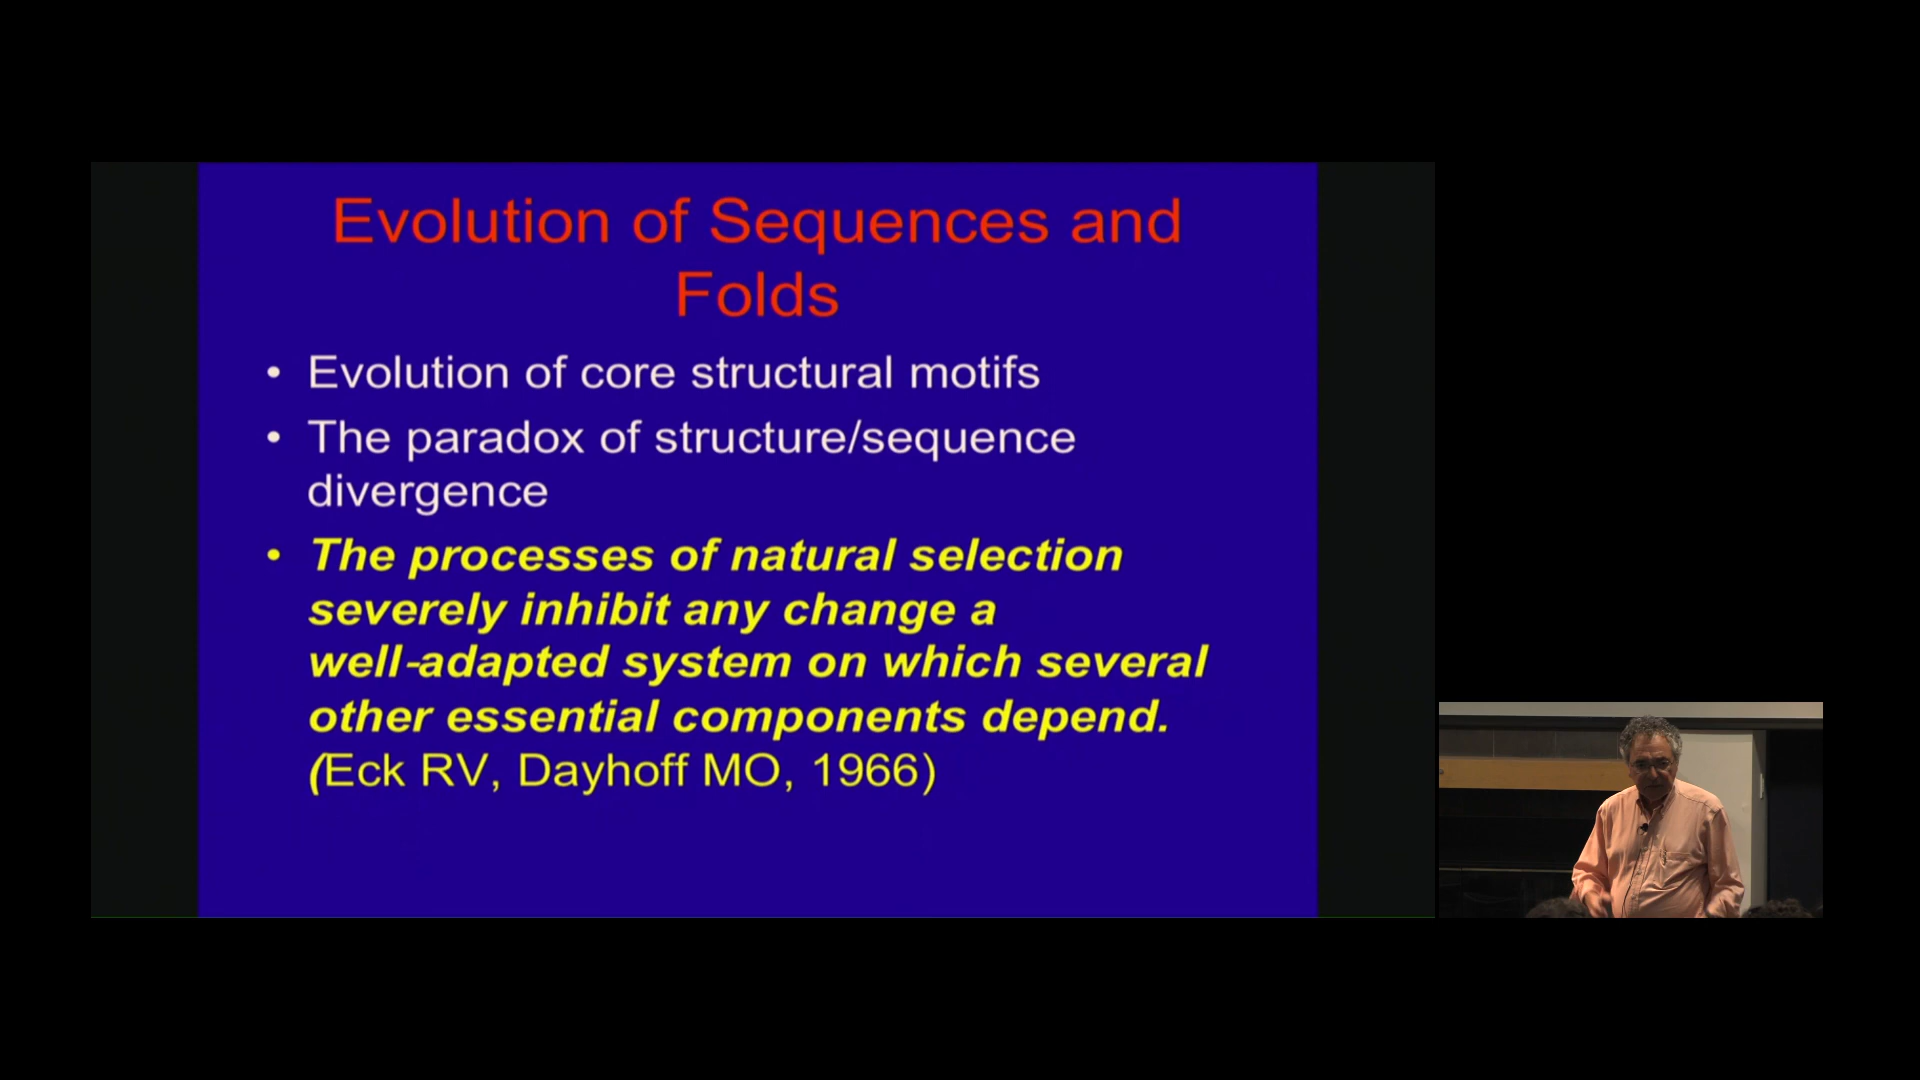 Evolution of Sequences and
Folds
• Evolution of core structural motifs
• The paradox of structure/sequence
divergence
• The processes of natural selection
severely inhibit any change a
well-adapted system on which several
other essential components depend.
(Eck RV, Dayhoff MO, 1966)